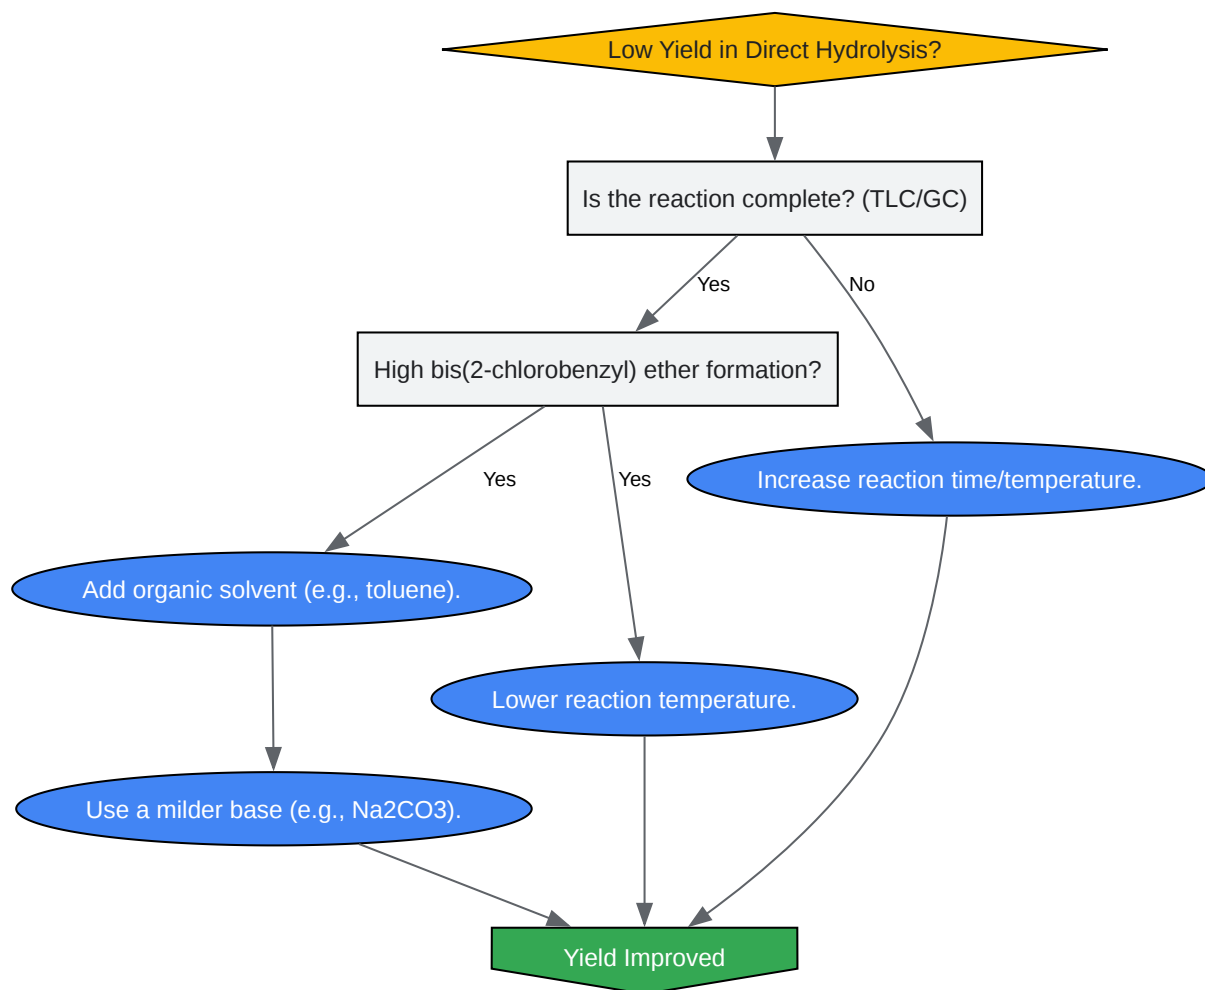 Low Yield in Direct Hydrolysis?
Is the reaction complete? (TLC/GC)
Yes
No
High bis(2-chlorobenzyl) ether formation?
Yes
Yes
Increase reaction time/temperature.
Add organic solvent (e.g., toluene).
Lower reaction temperature.
Use a milder base (e.g., Na2CO3).
Yield Improved